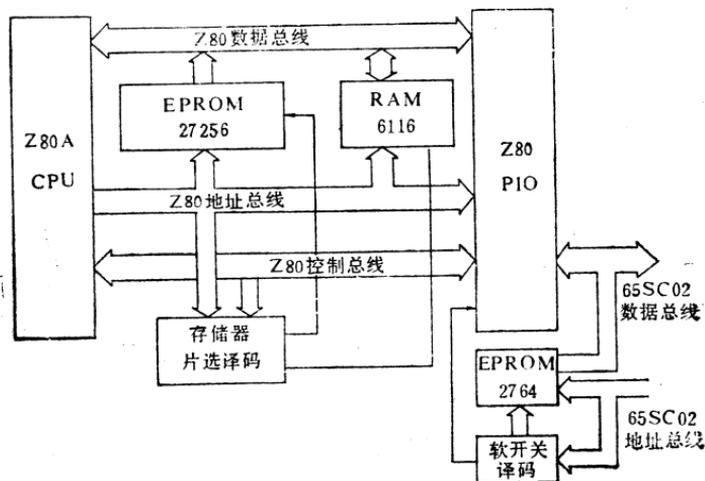 Z80数据总线
EPROM
27256
RAM
6116
Z80A
CPU
Z80
PIO
Z80地址总线
Z80控制总线
65SC02
数据总线
存储器
片选译码
EPROM
2764
65SC02
地址总线
软开关
译码